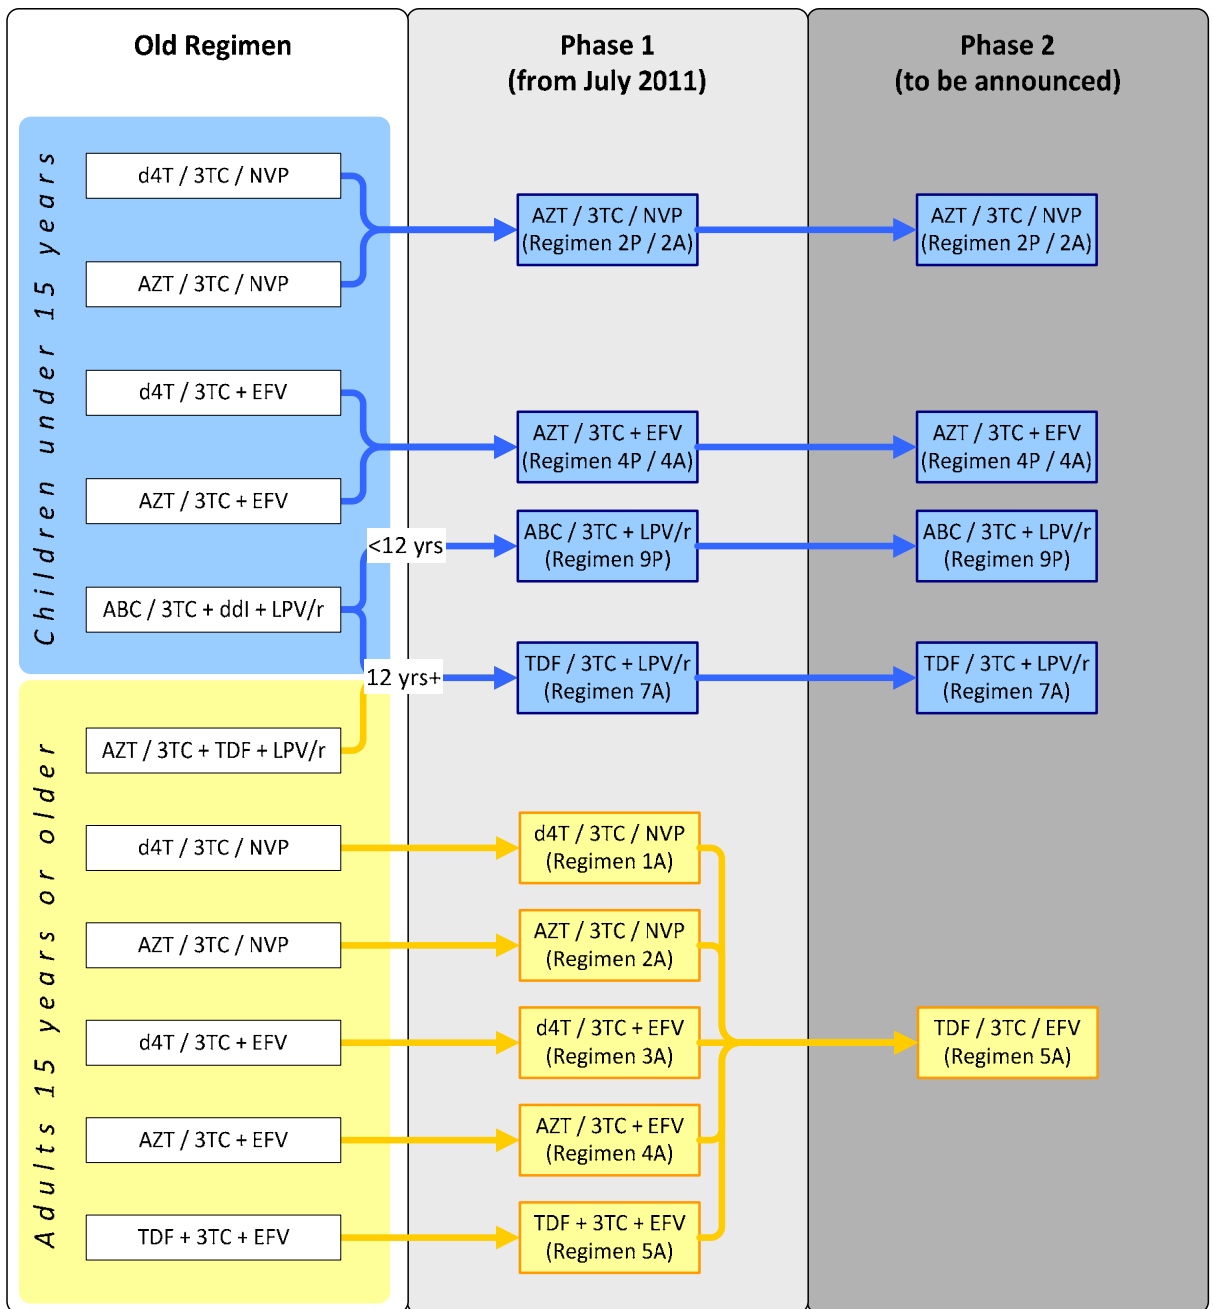 Old Regimen
Phase 1
(from July 2011)
Phase 2
(to be announced)
Children under 15 years
d4T / 3TC / NVP
AZT / 3TC / NVP
d4T / 3TC + EFV
AZT / 3TC + EFV
ABC / 3TC + ddI + LPV/r
<12 yrs
12 yrs+
AZT / 3TC / NVP
(Regimen 2P / 2A)
AZT / 3TC + EFV
(Regimen 4P / 4A)
ABC / 3TC + LPV/r
(Regimen 9P)
TDF / 3TC + LPV/r
(Regimen 7A)
AZT / 3TC / NVP
(Regimen 2P / 2A)
AZT / 3TC + EFV
(Regimen 4P / 4A)
ABC / 3TC + LPV/r
(Regimen 9P)
TDF / 3TC + LPV/r
(Regimen 7A)
Adults 15 years or older
AZT / 3TC + TDF + LPV/r
d4T / 3TC / NVP
AZT / 3TC / NVP
d4T / 3TC + EFV
AZT / 3TC + EFV
TDF + 3TC + EFV
d4T / 3TC / NVP
(Regimen 1A)
AZT / 3TC / NVP
(Regimen 2A)
d4T / 3TC + EFV
(Regimen 3A)
AZT / 3TC + EFV
(Regimen 4A)
TDF + 3TC + EFV
(Regimen 5A)
TDF / 3TC / EFV
(Regimen 5A)